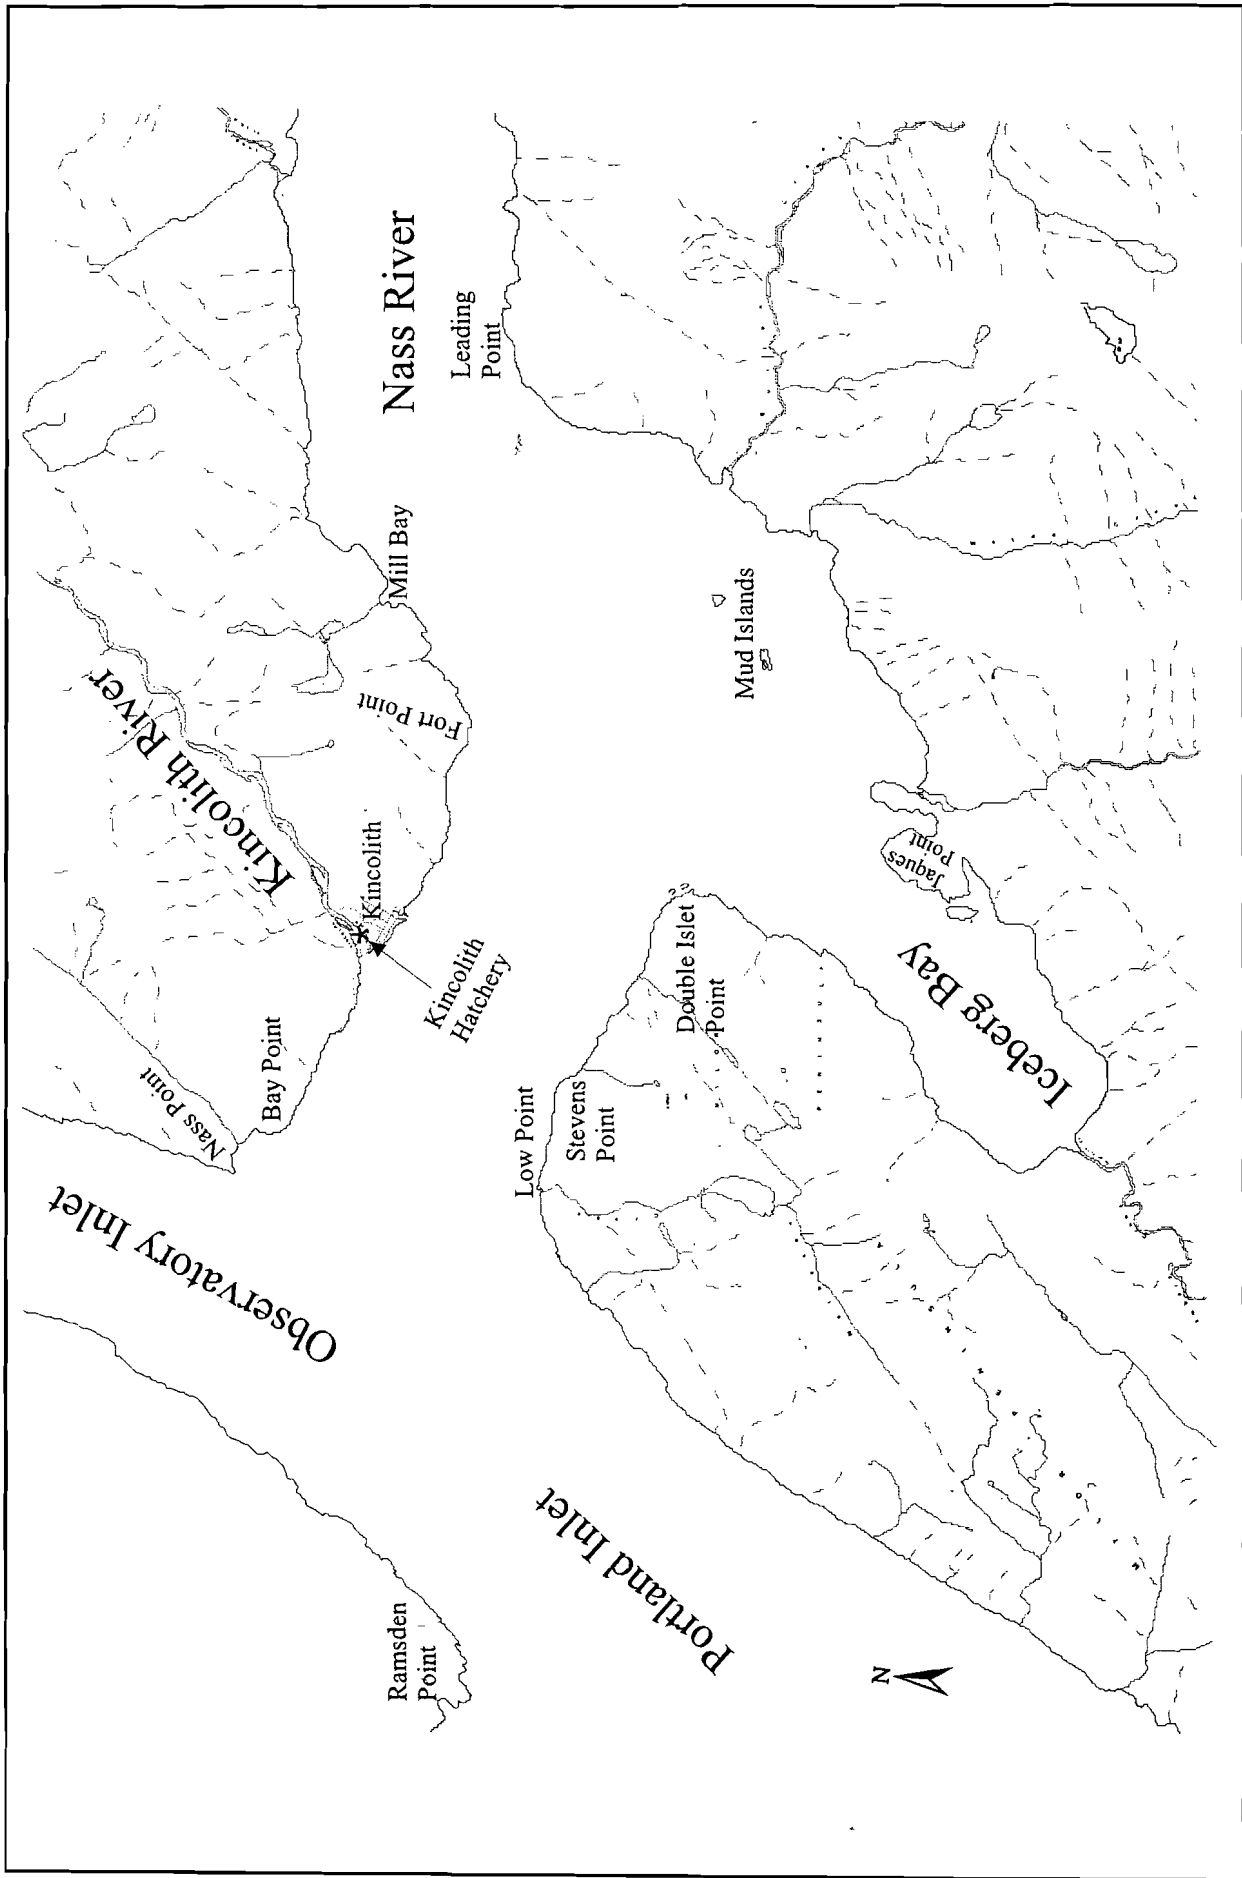 Observatory Inlet
Nass Point
Bay Point
Kincolith River
Kincolith
Kincolith
Hatchery
Fort Point
Mill Bay
Nass River
Leading
Point
Ramsden
Point
Low Point
Stevens
Point
Double Islet
Point
Mud Islands
Portland Inlet
Iceberg Bay
Jaques
Point
PENINSULA
N